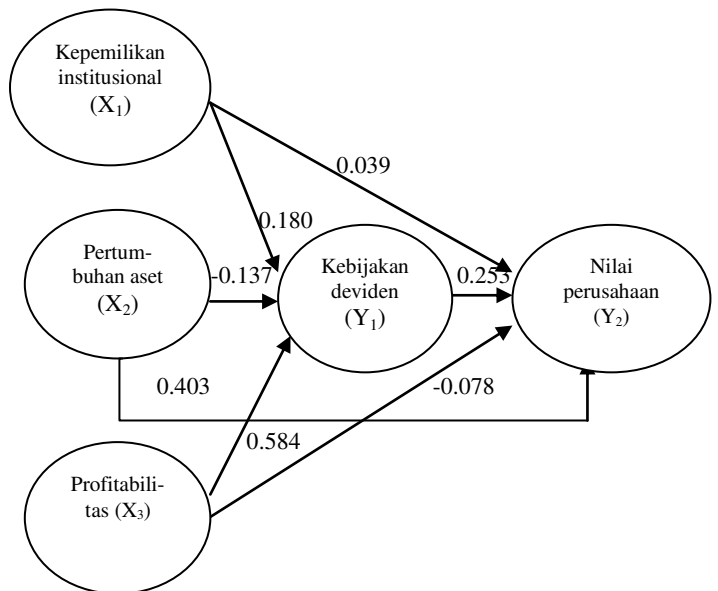 Kepemilikan
institusional
(X₁)
0.039
0.180
Pertum-
buhan aset
(X₂)
-0.137
Kebijakan
deviden
(Y₁)
0.253
Nilai
perusahaan
(Y₂)
0.403
-0.078
0.584
Profitabili-
tas (X₃)